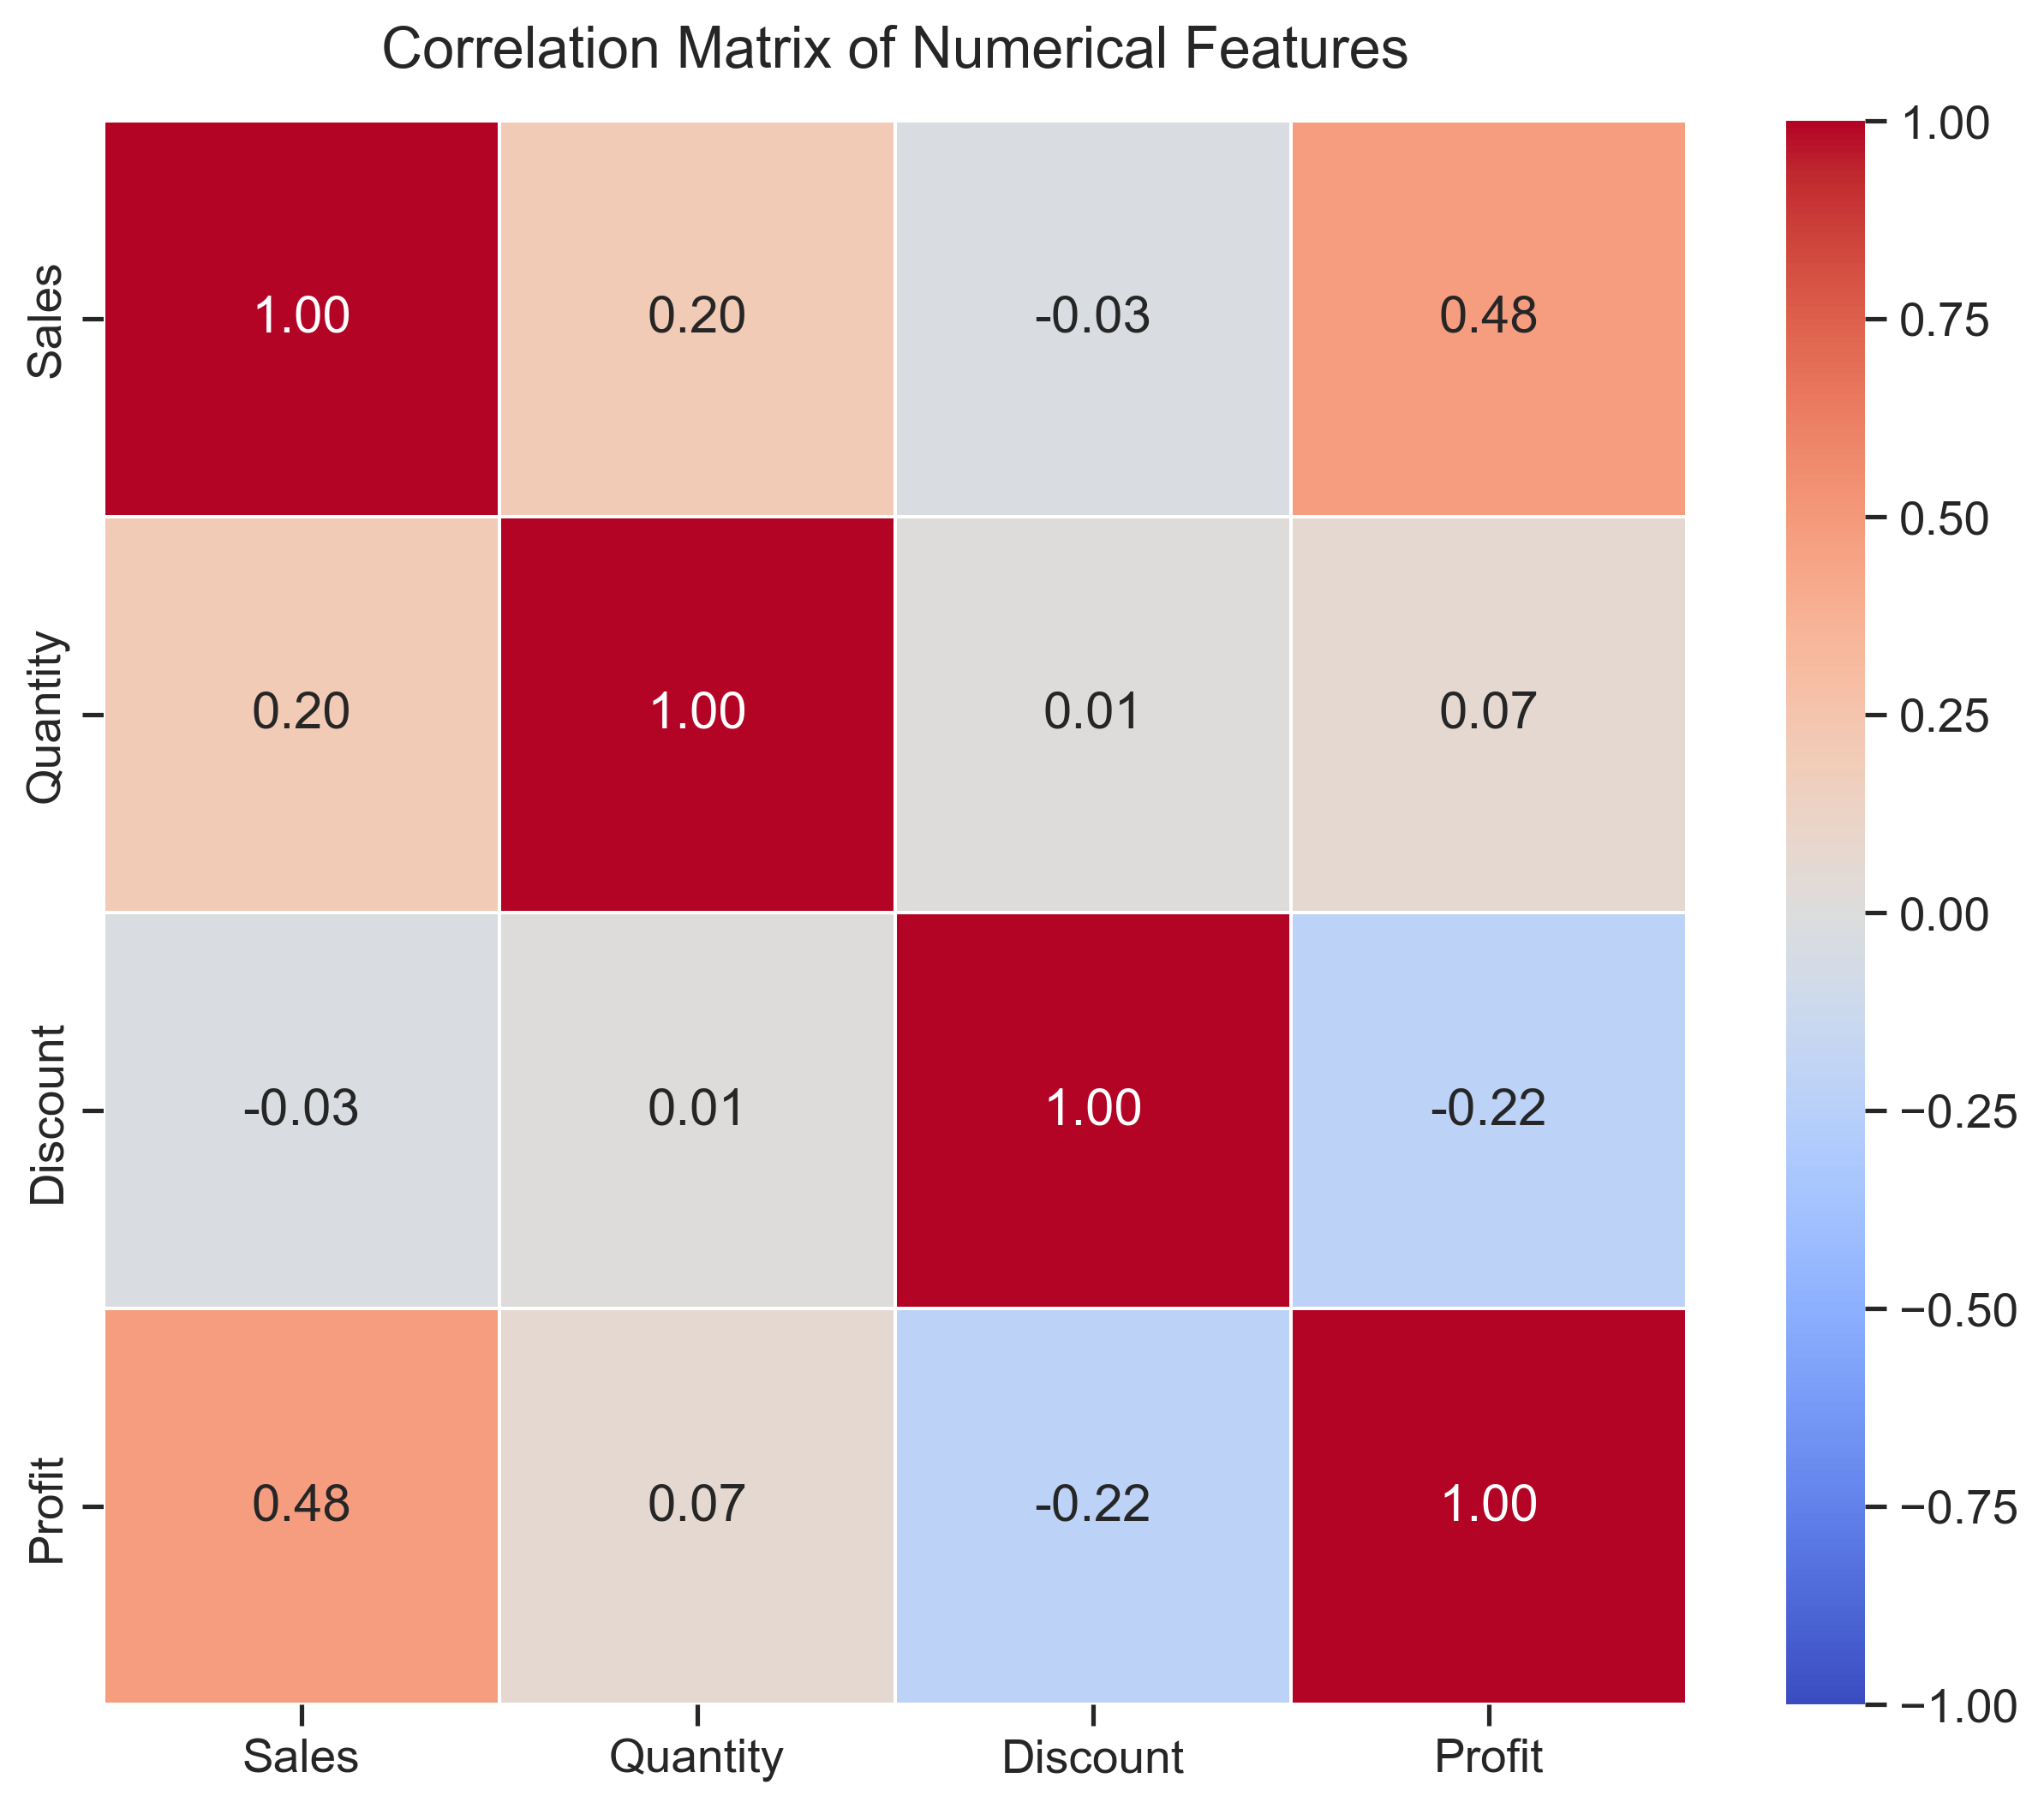 Correlation Matrix of Numerical Features
Sales
1.00
0.20
-0.03
0.48
Quantity
0.20
1.00
0.01
0.07
Discount
-0.03
0.01
1.00
-0.22
Profit
0.48
0.07
-0.22
1.00
Sales
Quantity
Discount
Profit
1.00
0.75
0.50
0.25
0.00
−0.25
−0.50
−0.75
−1.00